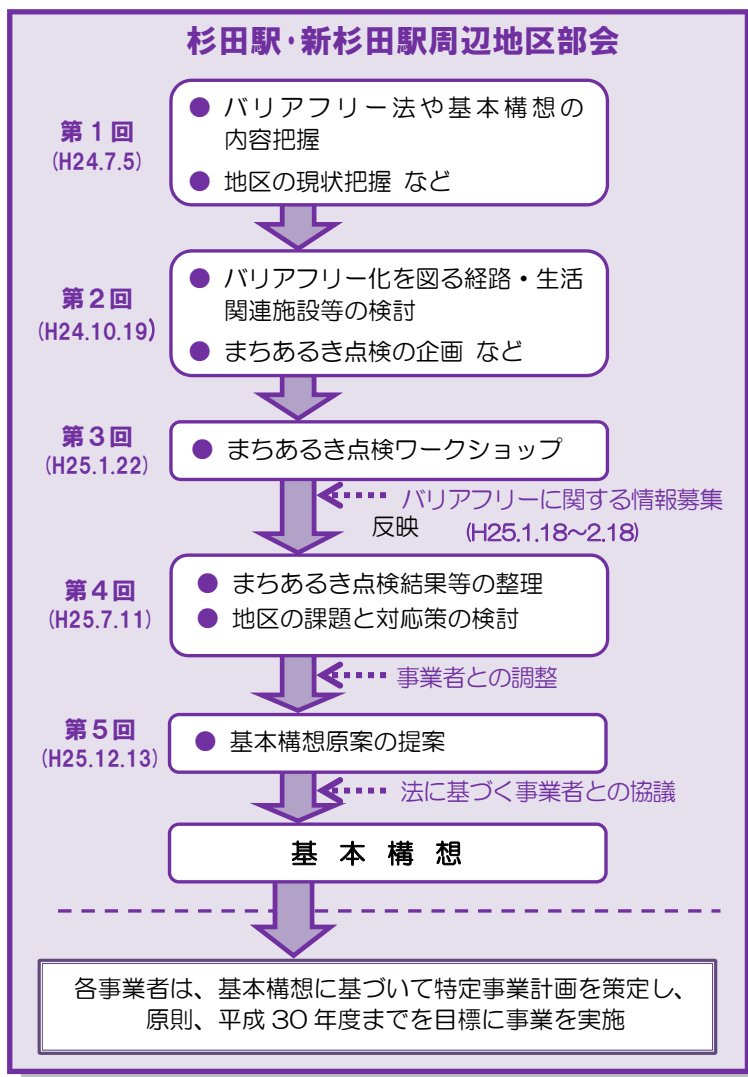 杉田駅・新杉田駅周辺地区部会
第1回
(H24.7.5)
● バリアフリー法や基本構想の
内容把握
● 地区の現状把握 など
第2回
(H24.10.19)
● バリアフリー化を図る経路・生活
関連施設等の検討
● まちあるき点検の企画 など
第3回
(H25.1.22)
● まちあるき点検ワークショップ
バリアフリーに関する情報募集
反映 (H25.1.18~2.18)
第4回
(H25.7.11)
● まちあるき点検結果等の整理
● 地区の課題と対応策の検討
事業者との調整
第5回
(H25.12.13)
● 基本構想原案の提案
法に基づく事業者との協議
基 本 構 想
各事業者は、基本構想に基づいて特定事業計画を策定し、
原則、平成 30 年度までを目標に事業を実施